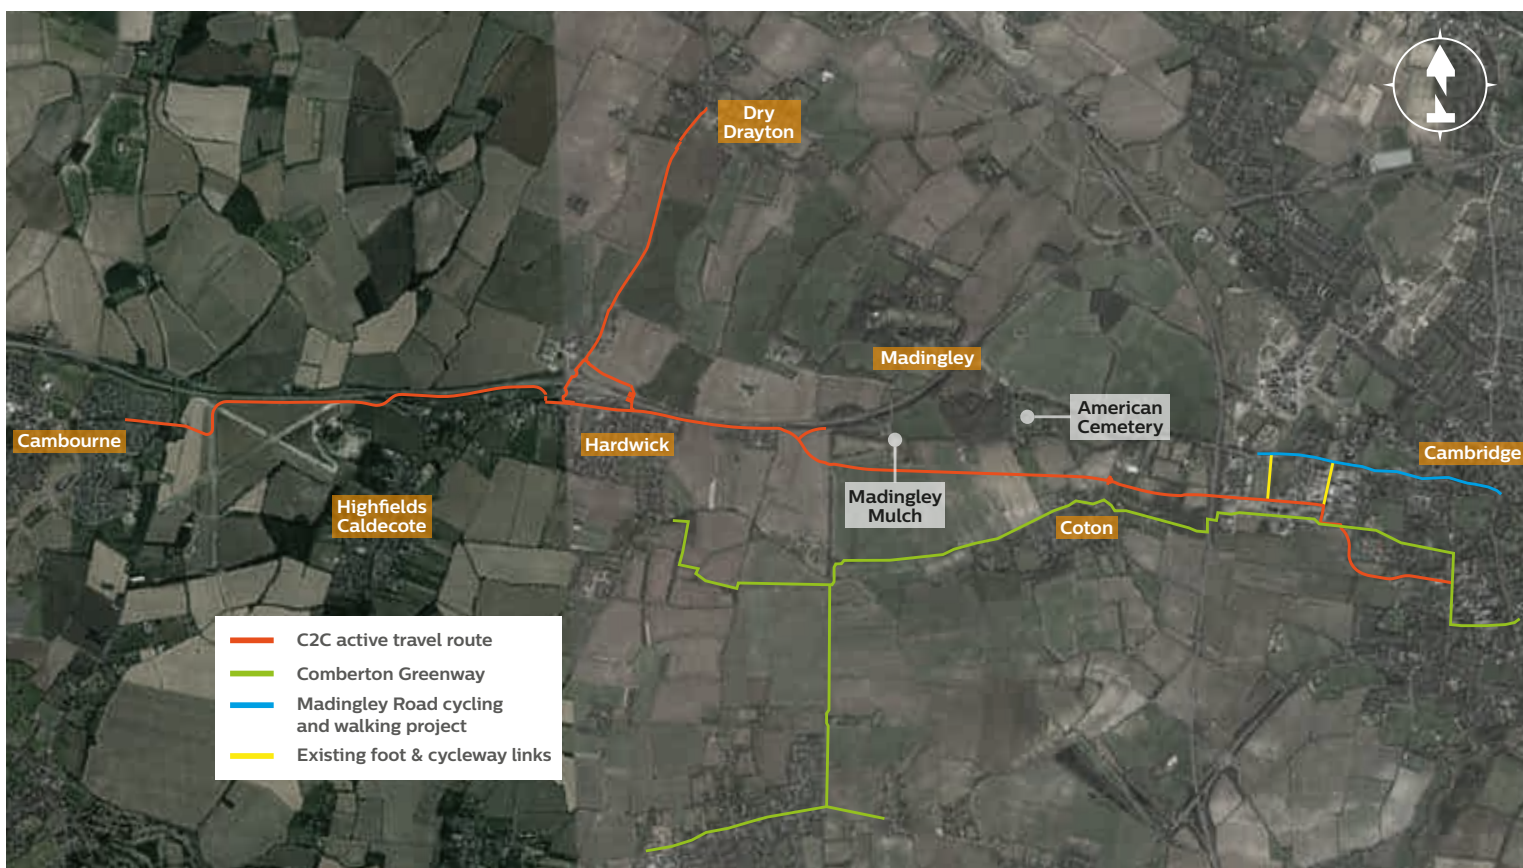 Dry
Drayton
Madingley
American
Cemetery
Cambourne
Hardwick
Cambridge
Madingley
Mulch
Highfields
Caldecote
Coton
C2C active travel route
Comberton Greenway
Madingley Road cycling
and walking project
Existing foot & cycleway links